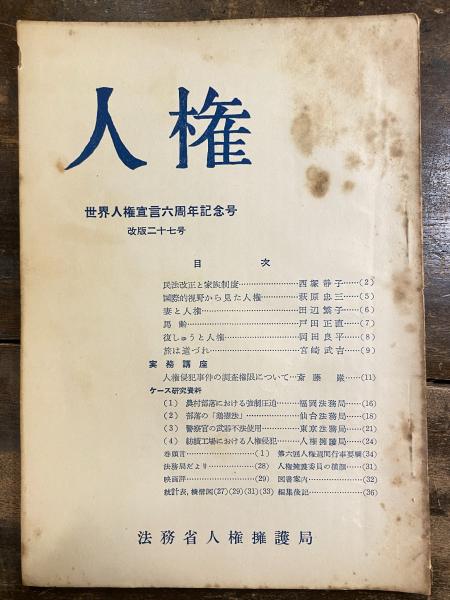 人権
世界人権宣言六周年記念号
改版二十七号
目次
民法改正と家族制度…………………西塚静子……(2)
国際的視野から見た人権……………萩原忠三……(5)
妻と人権………………………………田辺繁子……(6)
馬齢……………………………………戸田正直……(7)
復しゅうと人権………………………岡田良平……(8)
旅は道づれ……………………………宮崎武吉……(9)
実務講座
人権侵犯事件の調査権限について…斎藤巌……(11)
ケース研究資料
(1) 農村部落における強制圧迫………福岡法務局……(16)
(2) 部落の「憲法」……………仙台法務局……(18)
(3) 警察官の武器不法使用……………東京法務局……(21)
(4) 紡績工場における人権侵犯………人権擁護局……(24)
巻頭言……………………(1) 第六回人権週間行事要綱(34)
法務局だより……………(28) 人権擁護委員の横顔……(31)
映画評……………………(29) 図書案内………………(32)
統計表,機構図(27)(29)(31)(33) 編集後記………………(36)
法務省人権擁護局